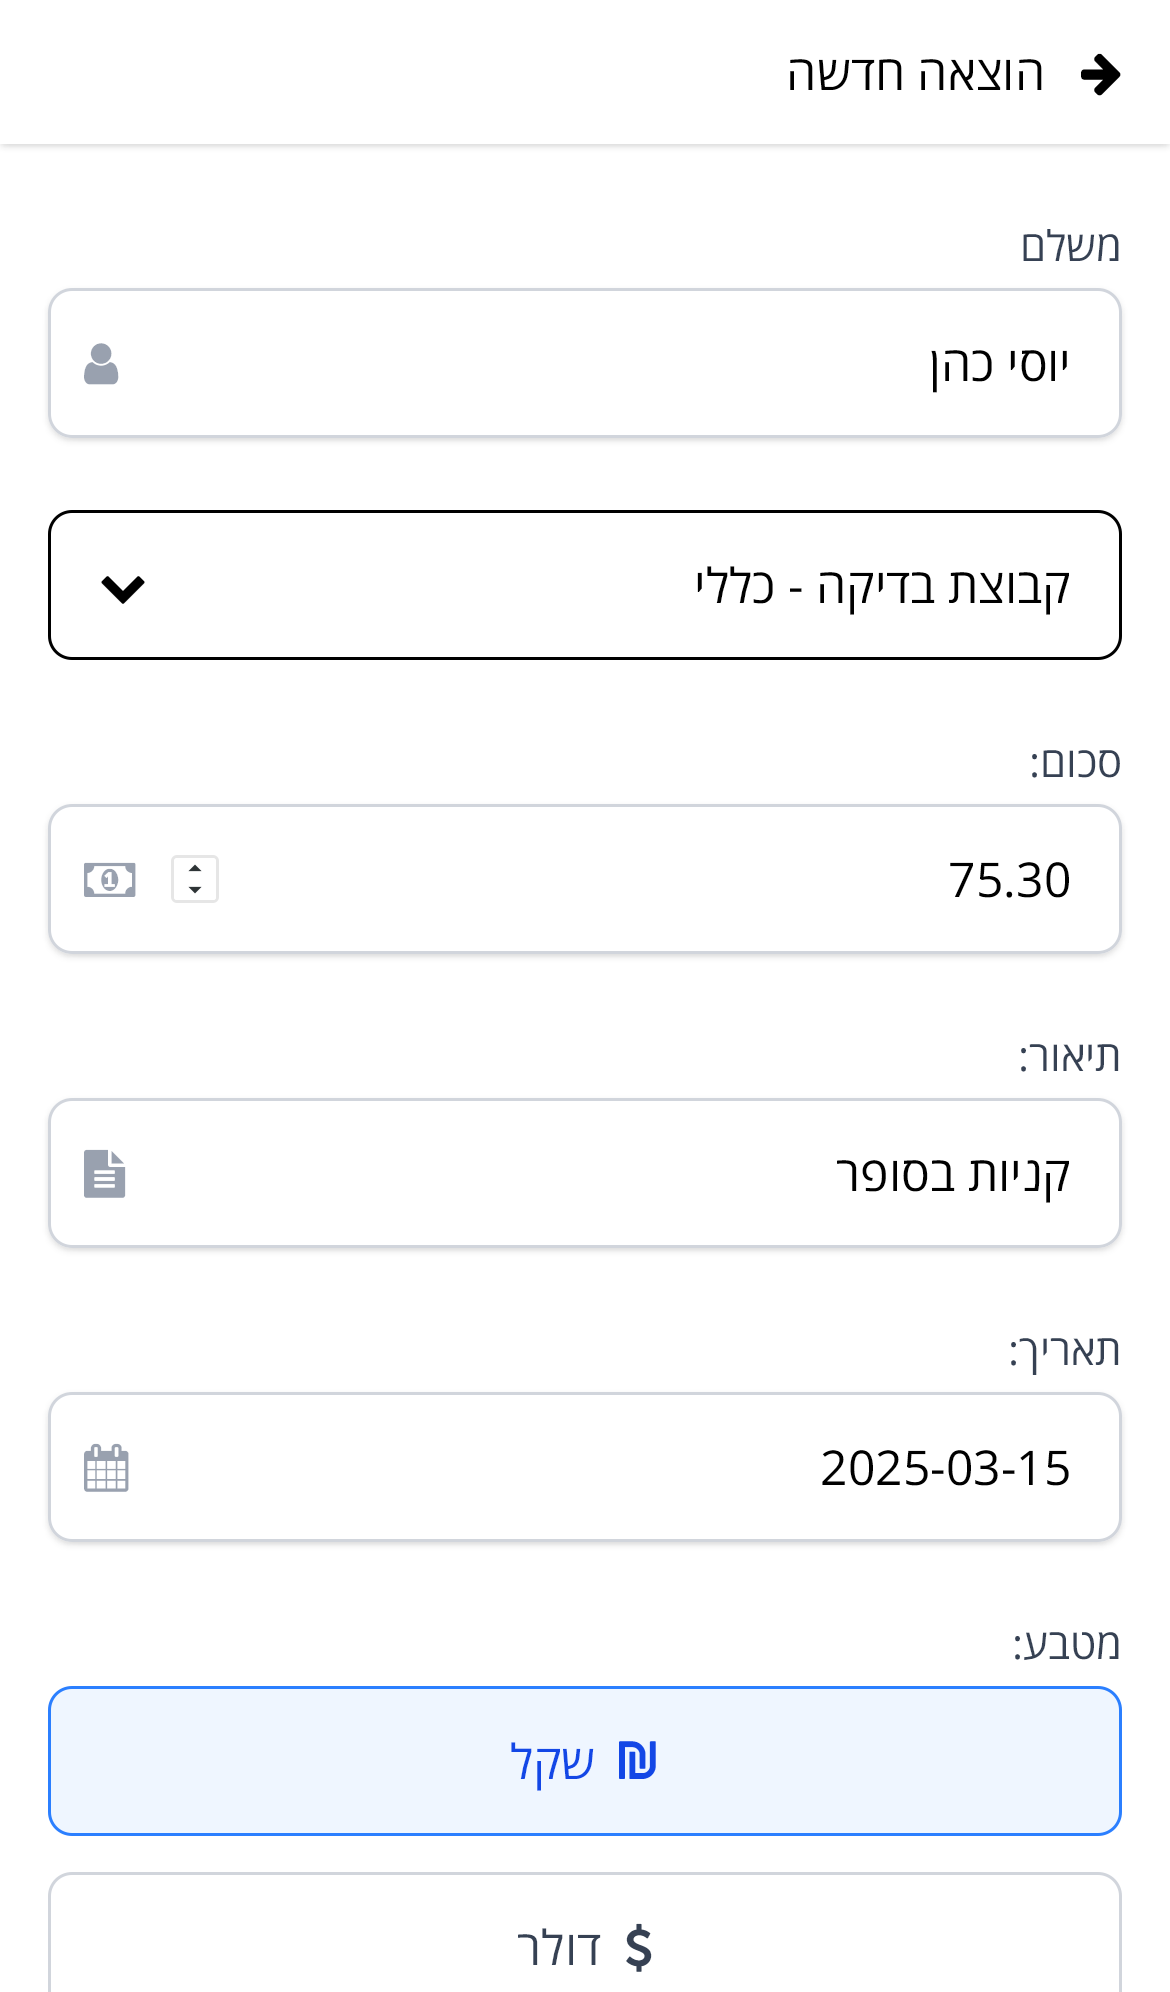 הוצאה חדשה
משלם
יוסי כהן
קבוצת בדיקה - כללי
סכום:
75.30
תיאור:
קניות בסופר
תאריך:
2025-03-15
מטבע:
₪ שקל
$ דולר